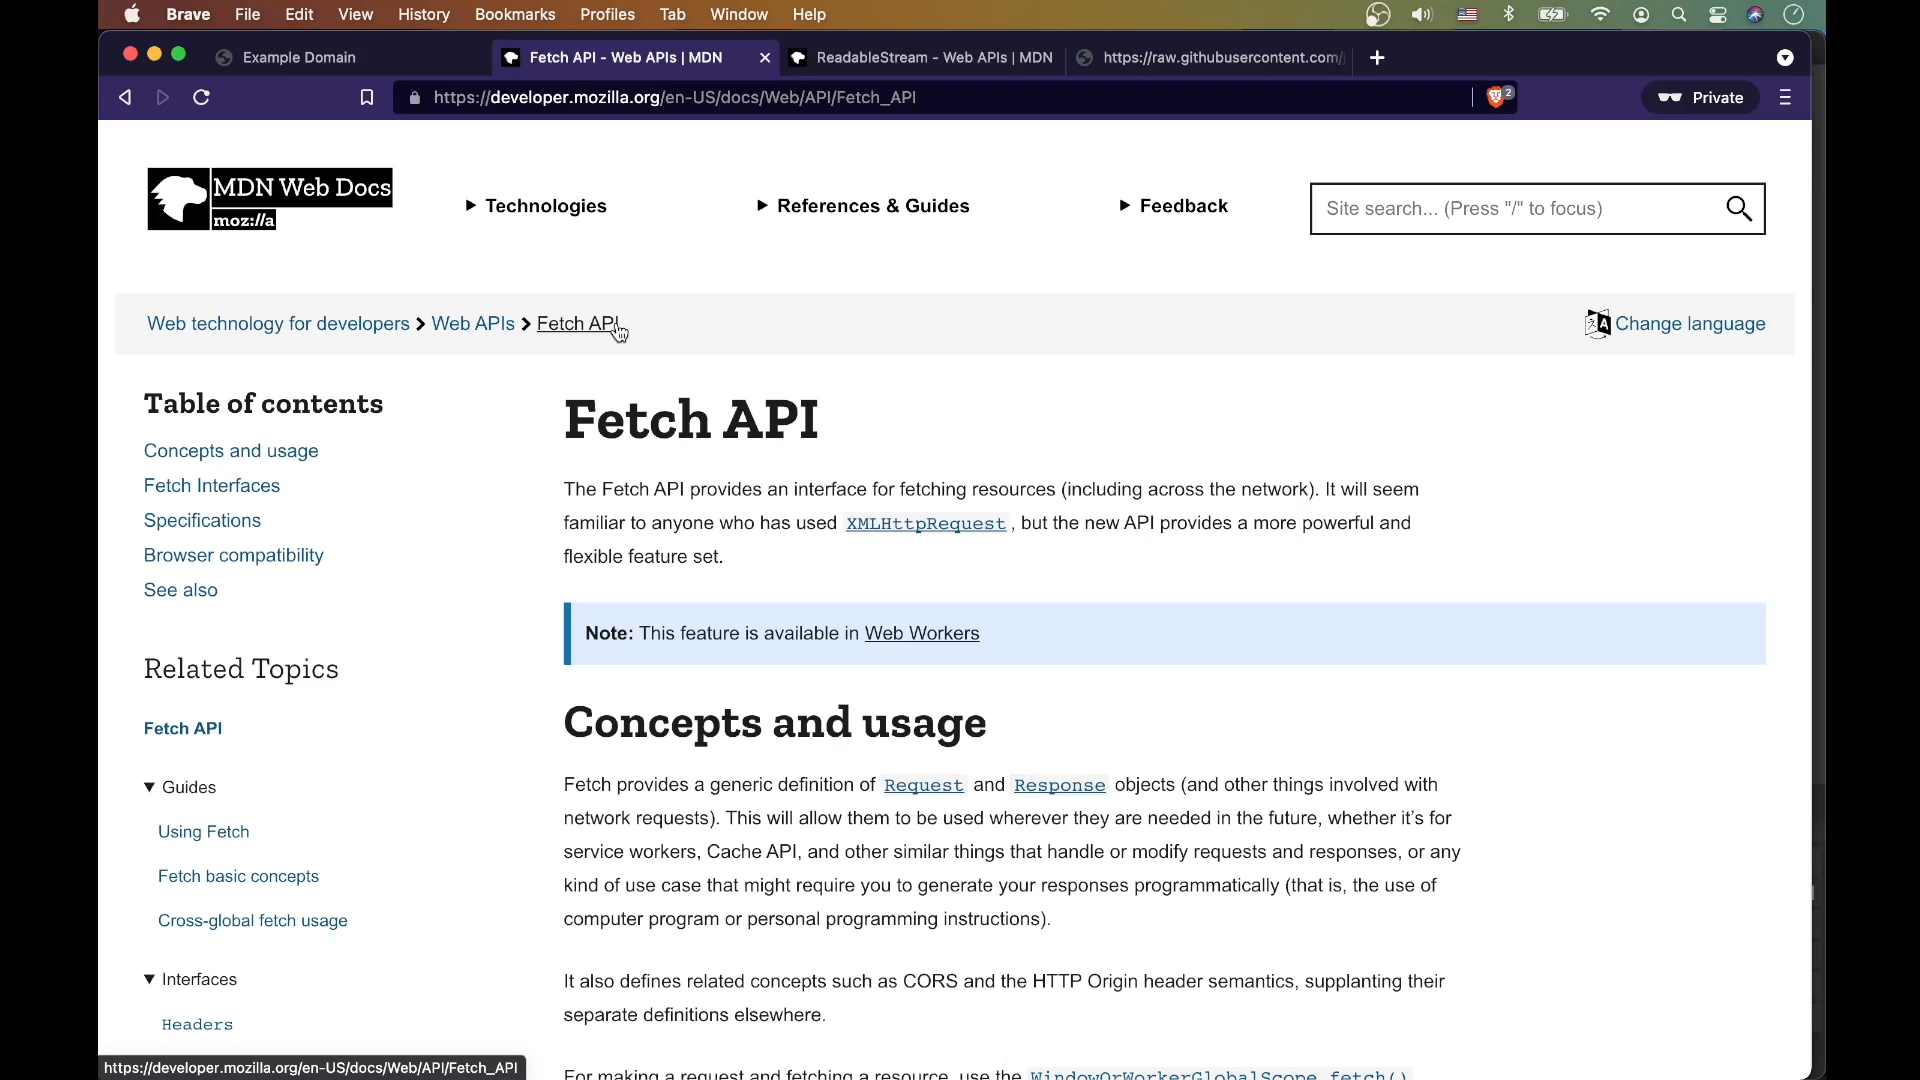 Brave File Edit View History Bookmarks Profiles Tab Window Help
Example Domain
Fetch API - Web APIs | MDN
ReadableStream - Web APIs | MDN
https://raw.githubusercontent.com/
https://developer.mozilla.org/en-US/docs/Web/API/Fetch_API
2
Private
MDN Web Docs
moz://a
Technologies
References & Guides
Feedback
Site search... (Press "/" to focus)
Web technology for developers > Web APIs > Fetch API
Change language
Table of contents
Concepts and usage
Fetch Interfaces
Specifications
Browser compatibility
See also
Related Topics
Fetch API
Guides
Using Fetch
Fetch basic concepts
Cross-global fetch usage
Interfaces
Headers
Fetch API
The Fetch API provides an interface for fetching resources (including across the network). It will seem
familiar to anyone who has used XMLHttpRequest, but the new API provides a more powerful and
flexible feature set.
Note: This feature is available in Web Workers
Concepts and usage
Fetch provides a generic definition of Request and Response objects (and other things involved with
network requests). This will allow them to be used wherever they are needed in the future, whether it’s for
service workers, Cache API, and other similar things that handle or modify requests and responses, or any
kind of use case that might require you to generate your responses programmatically (that is, the use of
computer program or personal programming instructions).
It also defines related concepts such as CORS and the HTTP Origin header semantics, supplanting their
separate definitions elsewhere.
For making a request and fetching a resource, use the WindowOrWorkerGlobalScope.fetch()
https://developer.mozilla.org/en-US/docs/Web/API/Fetch_API